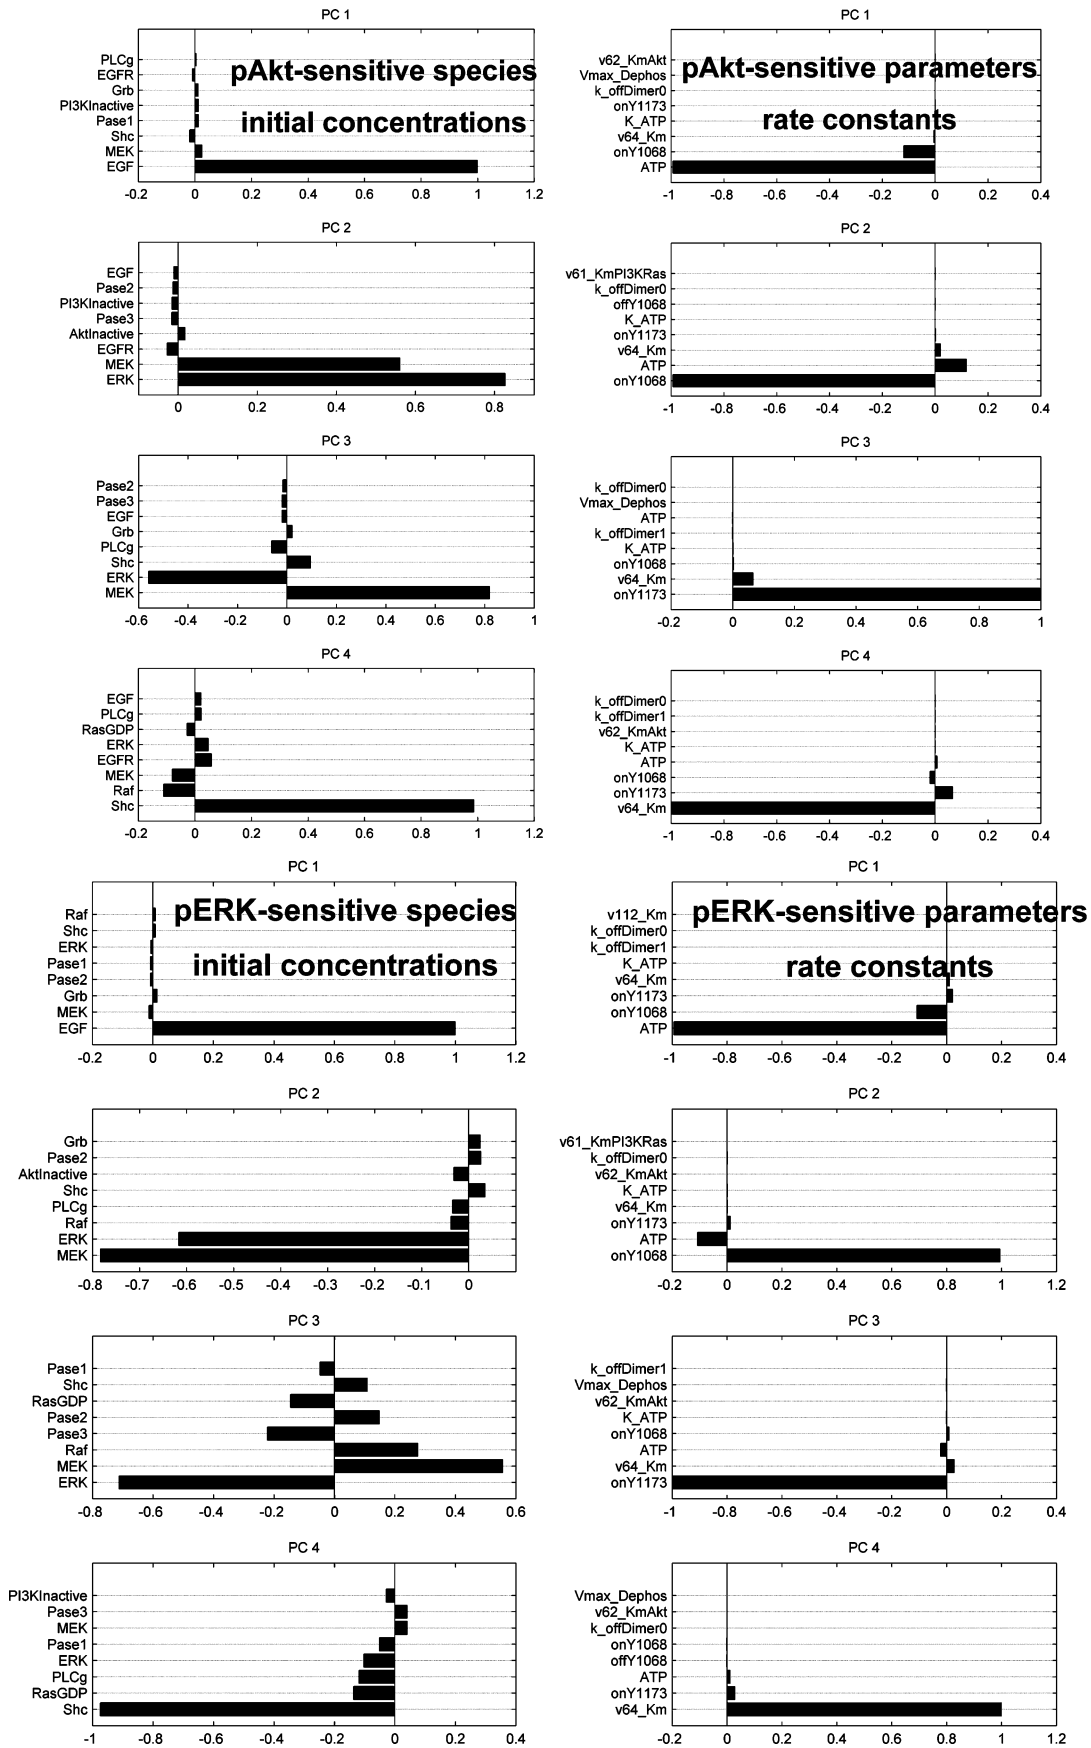 PC 1
PLCg
EGFR
Grb
PI3KInactive
Pase1
Shc
MEK
EGF
pAkt-sensitive species
initial concentrations
-0.2 0 0.2 0.4 0.6 0.8 1 1.2
PC 1
v62_KmAkt
Vmax_Dephos
k_offDimer0
onY1173
K_ATP
v64_Km
onY1068
ATP
pAkt-sensitive parameters
rate constants
-1 -0.8 -0.6 -0.4 -0.2 0 0.2 0.4
PC 2
EGF
Pase2
PI3KInactive
Pase3
AktInactive
EGFR
MEK
ERK
0 0.2 0.4 0.6 0.8
PC 2
v61_KmPI3KRas
k_offDimer0
offY1068
K_ATP
onY1173
v64_Km
ATP
onY1068
-1 -0.8 -0.6 -0.4 -0.2 0 0.2 0.4
PC 3
Pase2
Pase3
EGF
Grb
PLCg
Shc
ERK
MEK
-0.6 -0.4 -0.2 0 0.2 0.4 0.6 0.8 1
PC 3
k_offDimer0
Vmax_Dephos
ATP
k_offDimer1
K_ATP
onY1068
v64_Km
onY1173
-0.2 0 0.2 0.4 0.6 0.8 1
PC 4
EGF
PLCg
RasGDP
ERK
EGFR
MEK
Raf
Shc
-0.2 0 0.2 0.4 0.6 0.8 1 1.2
PC 4
k_offDimer0
k_offDimer1
v62_KmAkt
K_ATP
ATP
onY1068
onY1173
v64_Km
-1 -0.8 -0.6 -0.4 -0.2 0 0.2 0.4
PC 1
Raf
Shc
ERK
Pase1
Pase2
Grb
MEK
EGF
pERK-sensitive species
initial concentrations
-0.2 0 0.2 0.4 0.6 0.8 1 1.2
PC 1
v112_Km
k_offDimer0
k_offDimer1
K_ATP
v64_Km
onY1173
onY1068
ATP
pERK-sensitive parameters
rate constants
-1 -0.8 -0.6 -0.4 -0.2 0 0.2 0.4
PC 2
Grb
Pase2
AktInactive
Shc
PLCg
Raf
ERK
MEK
-0.8 -0.7 -0.6 -0.5 -0.4 -0.3 -0.2 -0.1 0
PC 2
v61_KmPI3KRas
k_offDimer0
v62_KmAkt
K_ATP
v64_Km
onY1173
ATP
onY1068
-0.2 0 0.2 0.4 0.6 0.8 1 1.2
PC 3
Pase1
Shc
RasGDP
Pase2
Pase3
Raf
MEK
ERK
-0.8 -0.6 -0.4 -0.2 0 0.2 0.4 0.6
PC 3
k_offDimer1
Vmax_Dephos
v62_KmAkt
K_ATP
onY1068
ATP
v64_Km
onY1173
-1 -0.8 -0.6 -0.4 -0.2 0 0.2 0.4
PC 4
PI3KInactive
Pase3
MEK
Pase1
ERK
PLCg
RasGDP
Shc
-1 -0.8 -0.6 -0.4 -0.2 0 0.2 0.4
PC 4
Vmax_Dephos
v62_KmAkt
k_offDimer0
onY1068
offY1068
ATP
onY1173
v64_Km
-0.2 0 0.2 0.4 0.6 0.8 1 1.2